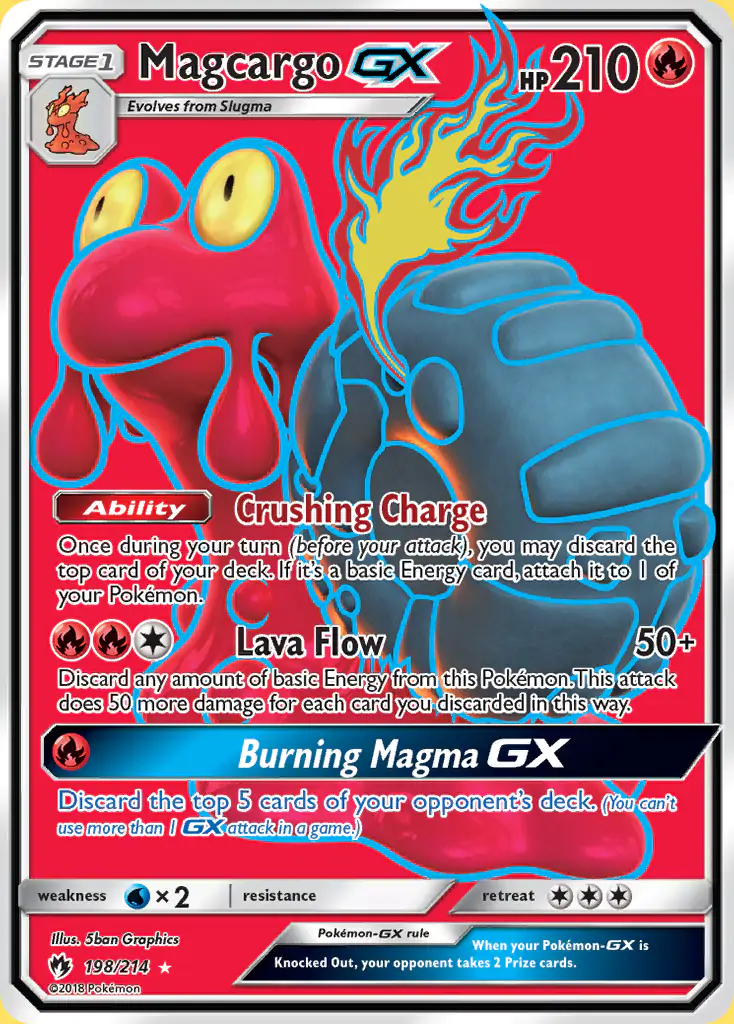 STAGE1 Magcargo GX HP210
Evolves from Slugma
Ability Crushing Charge
Once during your turn (before your attack), you may discard the
top card of your deck. If it's a basic Energy card, attach it to 1 of
your Pokémon.
Lava Flow 50+
Discard any amount of basic Energy from this Pokémon. This attack
does 50 more damage for each card you discarded in this way.
Burning Magma GX
Discard the top 5 cards of your opponent's deck. (You can't
use more than 1 GX attack in a game.)
weakness ×2 resistance retreat
Illus. 5ban Graphics
198/214
©2018 Pokémon
Pokémon-GX rule
When your Pokémon-GX is
Knocked Out, your opponent takes 2 Prize cards.